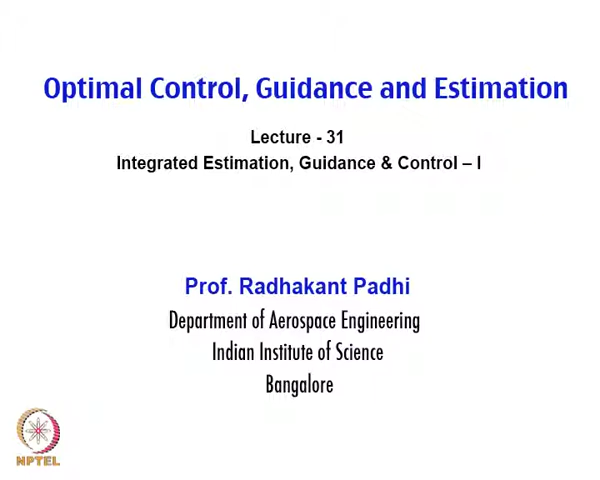 Optimal Control, Guidance and Estimation
Lecture - 31
Integrated Estimation, Guidance & Control – I
Prof. Radhakant Padhi
Department of Aerospace Engineering
Indian Institute of Science
Bangalore
NPTEL